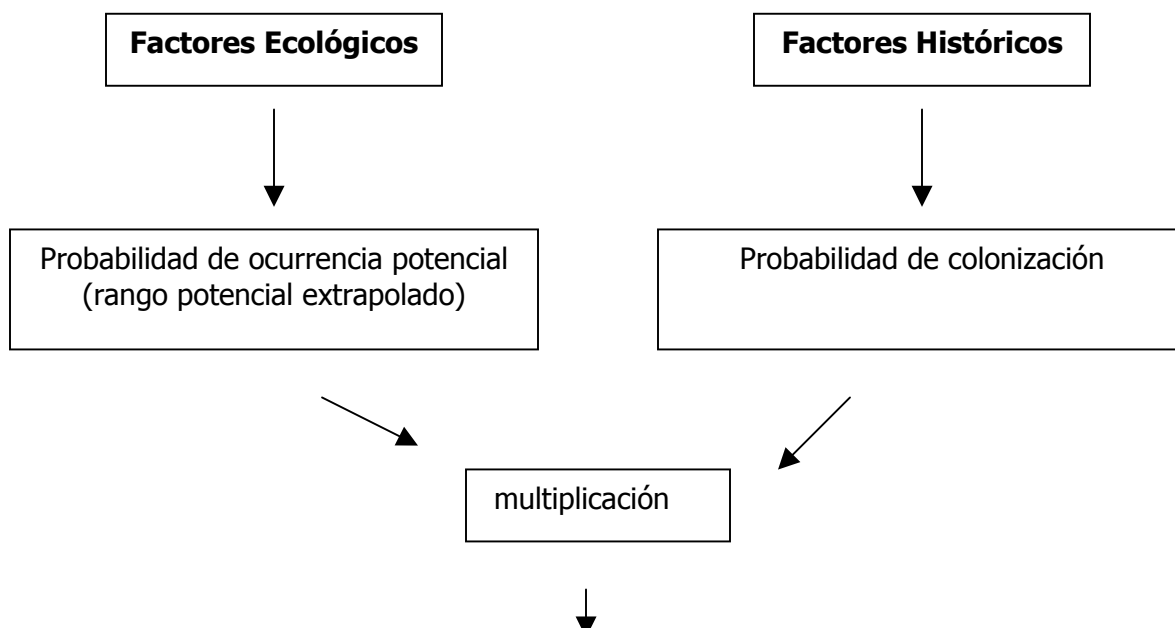 Factores Ecológicos
Factores Históricos
Probabilidad de ocurrencia potencial
(rango potencial extrapolado)
Probabilidad de colonización
multiplicación